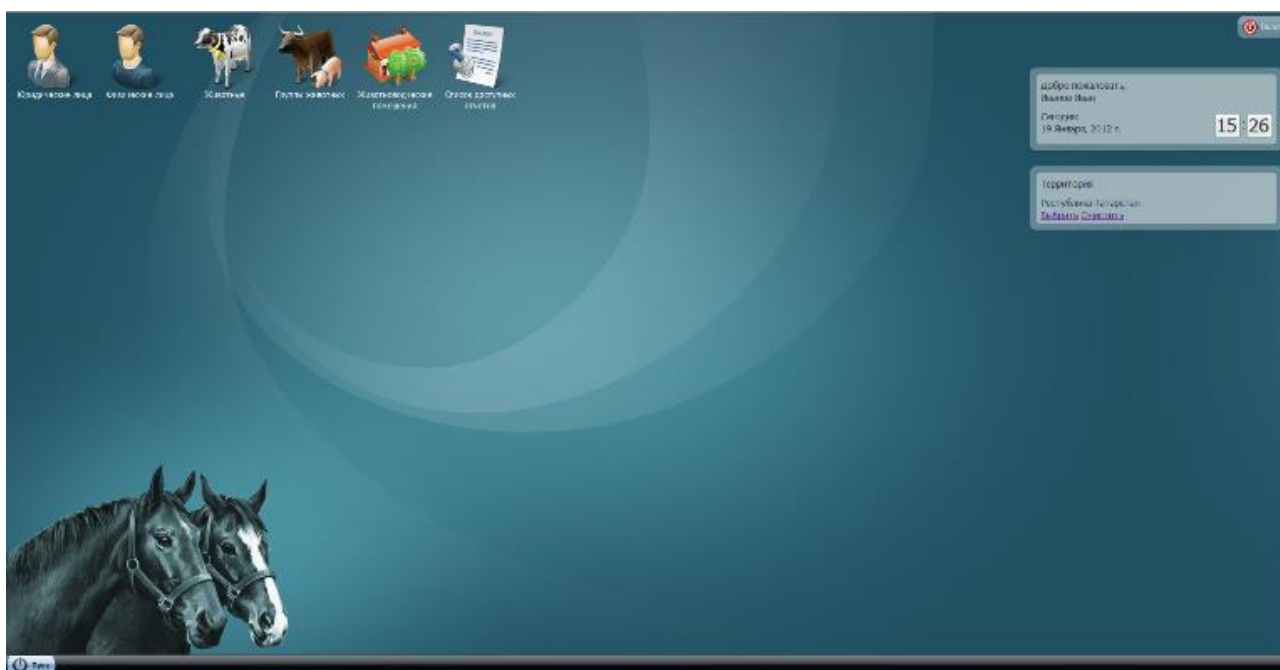 Юридические лица
Физические лица
Животные
Группы животных
Животноводческие
помещения
Список доступных
отчетов
Добро пожаловать,
Иванов Иван
Сегодня:
19 Января, 2012 г.
15:26
Территория
Республика Татарстан
Выбрать Очистить
Пуск